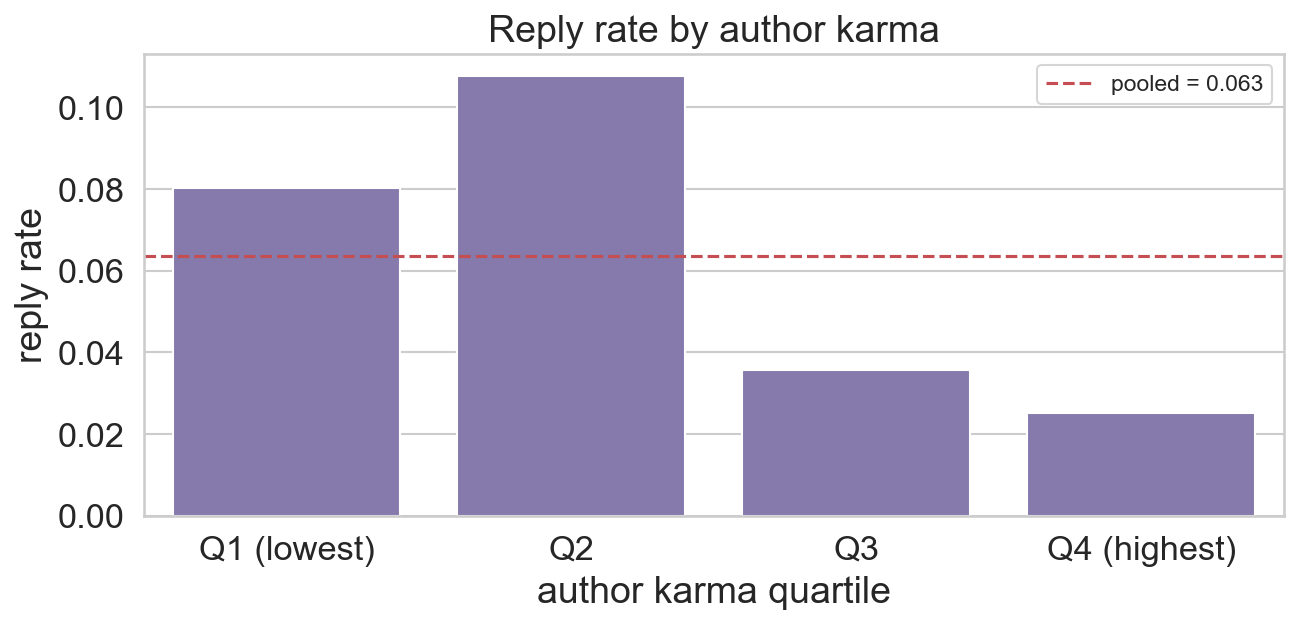 Reply rate by author karma
pooled = 0.063
reply rate
0.10
0.08
0.06
0.04
0.02
0.00
Q1 (lowest)
Q2
Q3
Q4 (highest)
author karma quartile